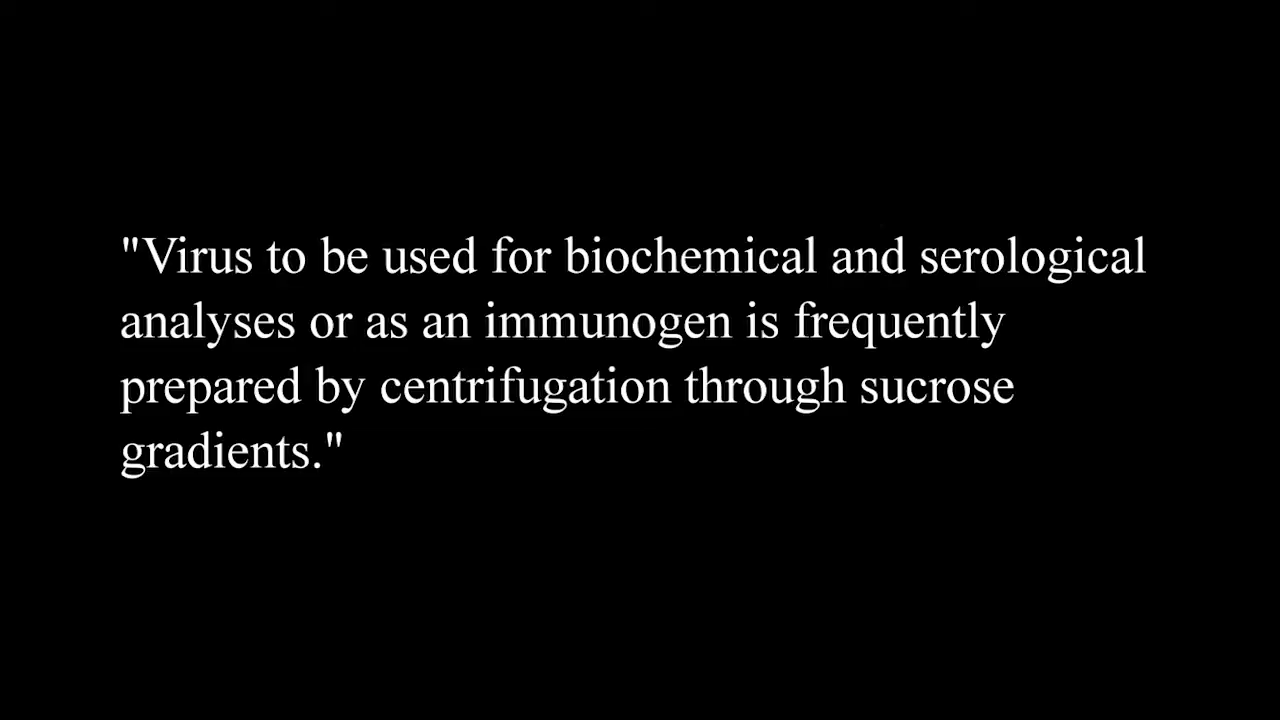 "Virus to be used for biochemical and serological
analyses or as an immunogen is frequently
prepared by centrifugation through sucrose
gradients."